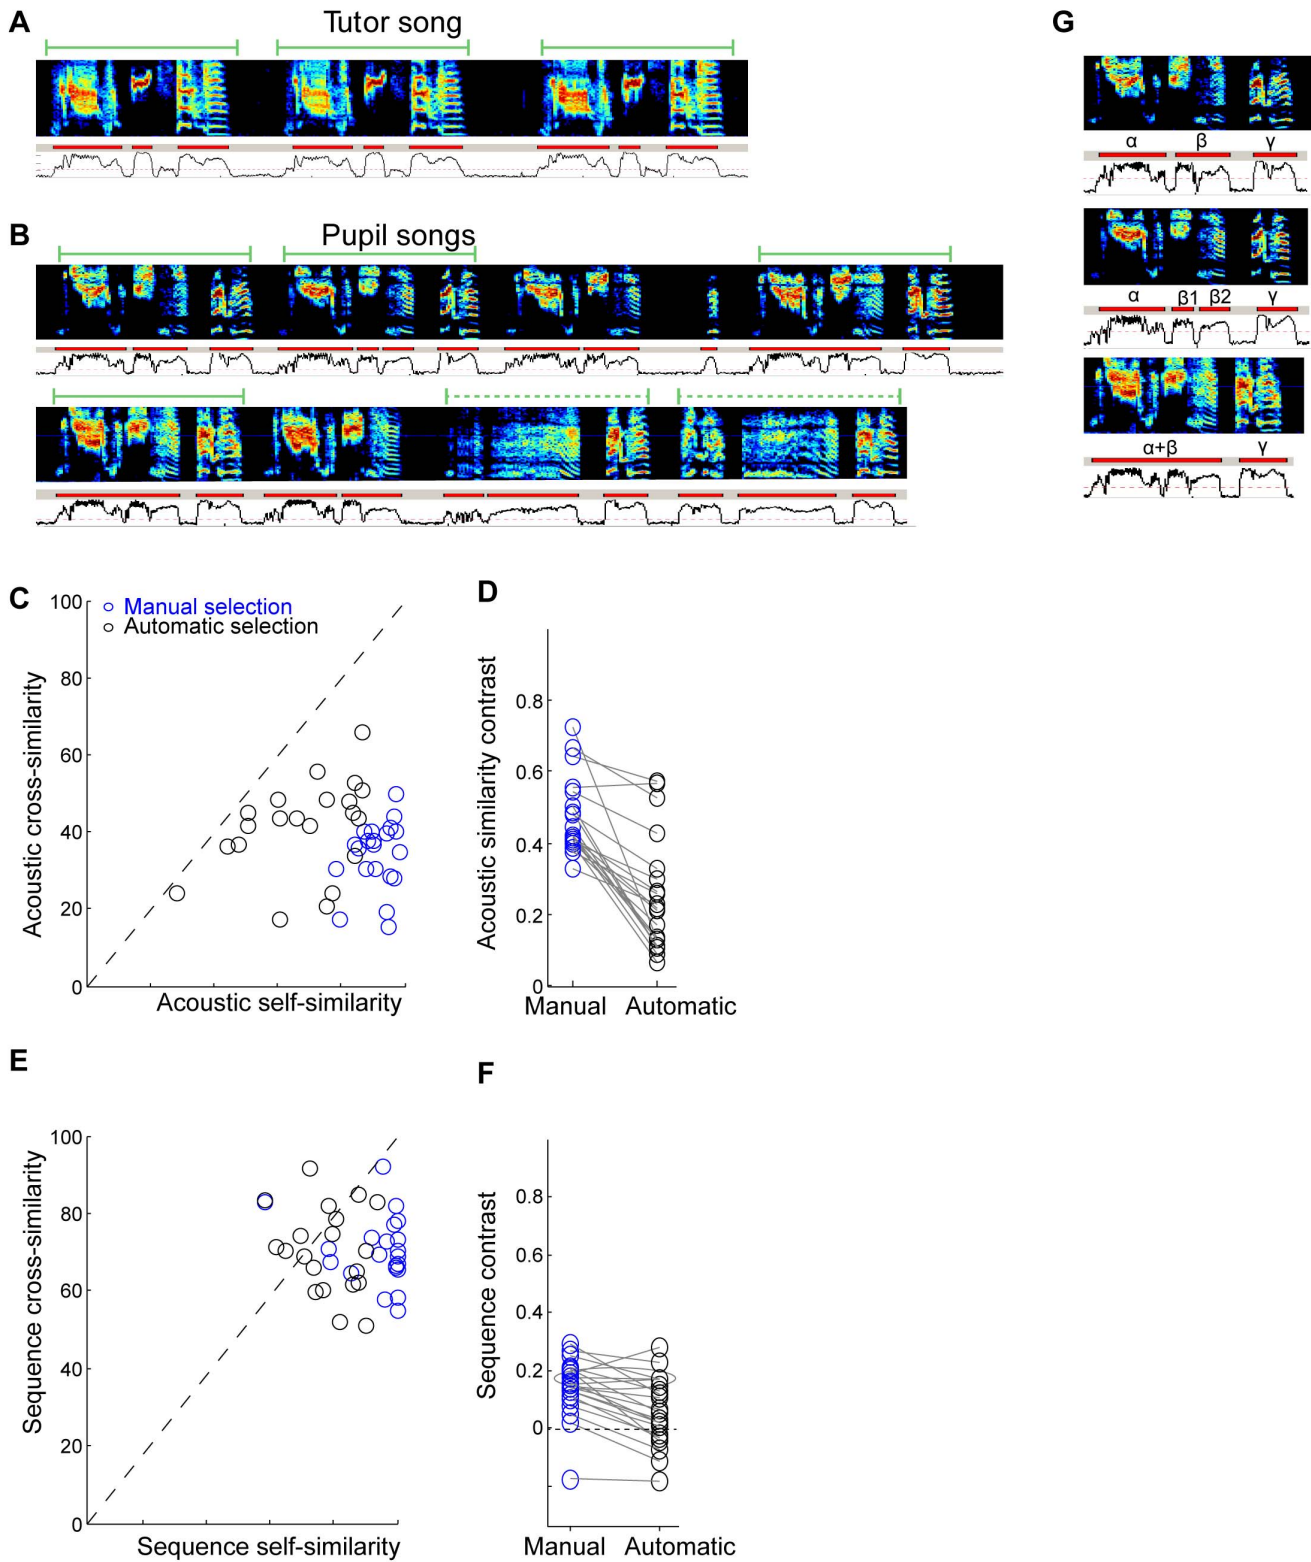 A
Tutor song
B
Pupil songs
G
α β γ
α β1 β2 γ
α+β γ
C
Manual selection
Automatic selection
Acoustic cross-similarity
100
80
60
40
20
0
Acoustic self-similarity
D
Acoustic similarity contrast
0.8
0.6
0.4
0.2
0
Manual Automatic
E
Sequence cross-similarity
100
80
60
40
20
0
Sequence self-similarity
F
Sequence contrast
0.8
0.6
0.4
0.2
0
Manual Automatic